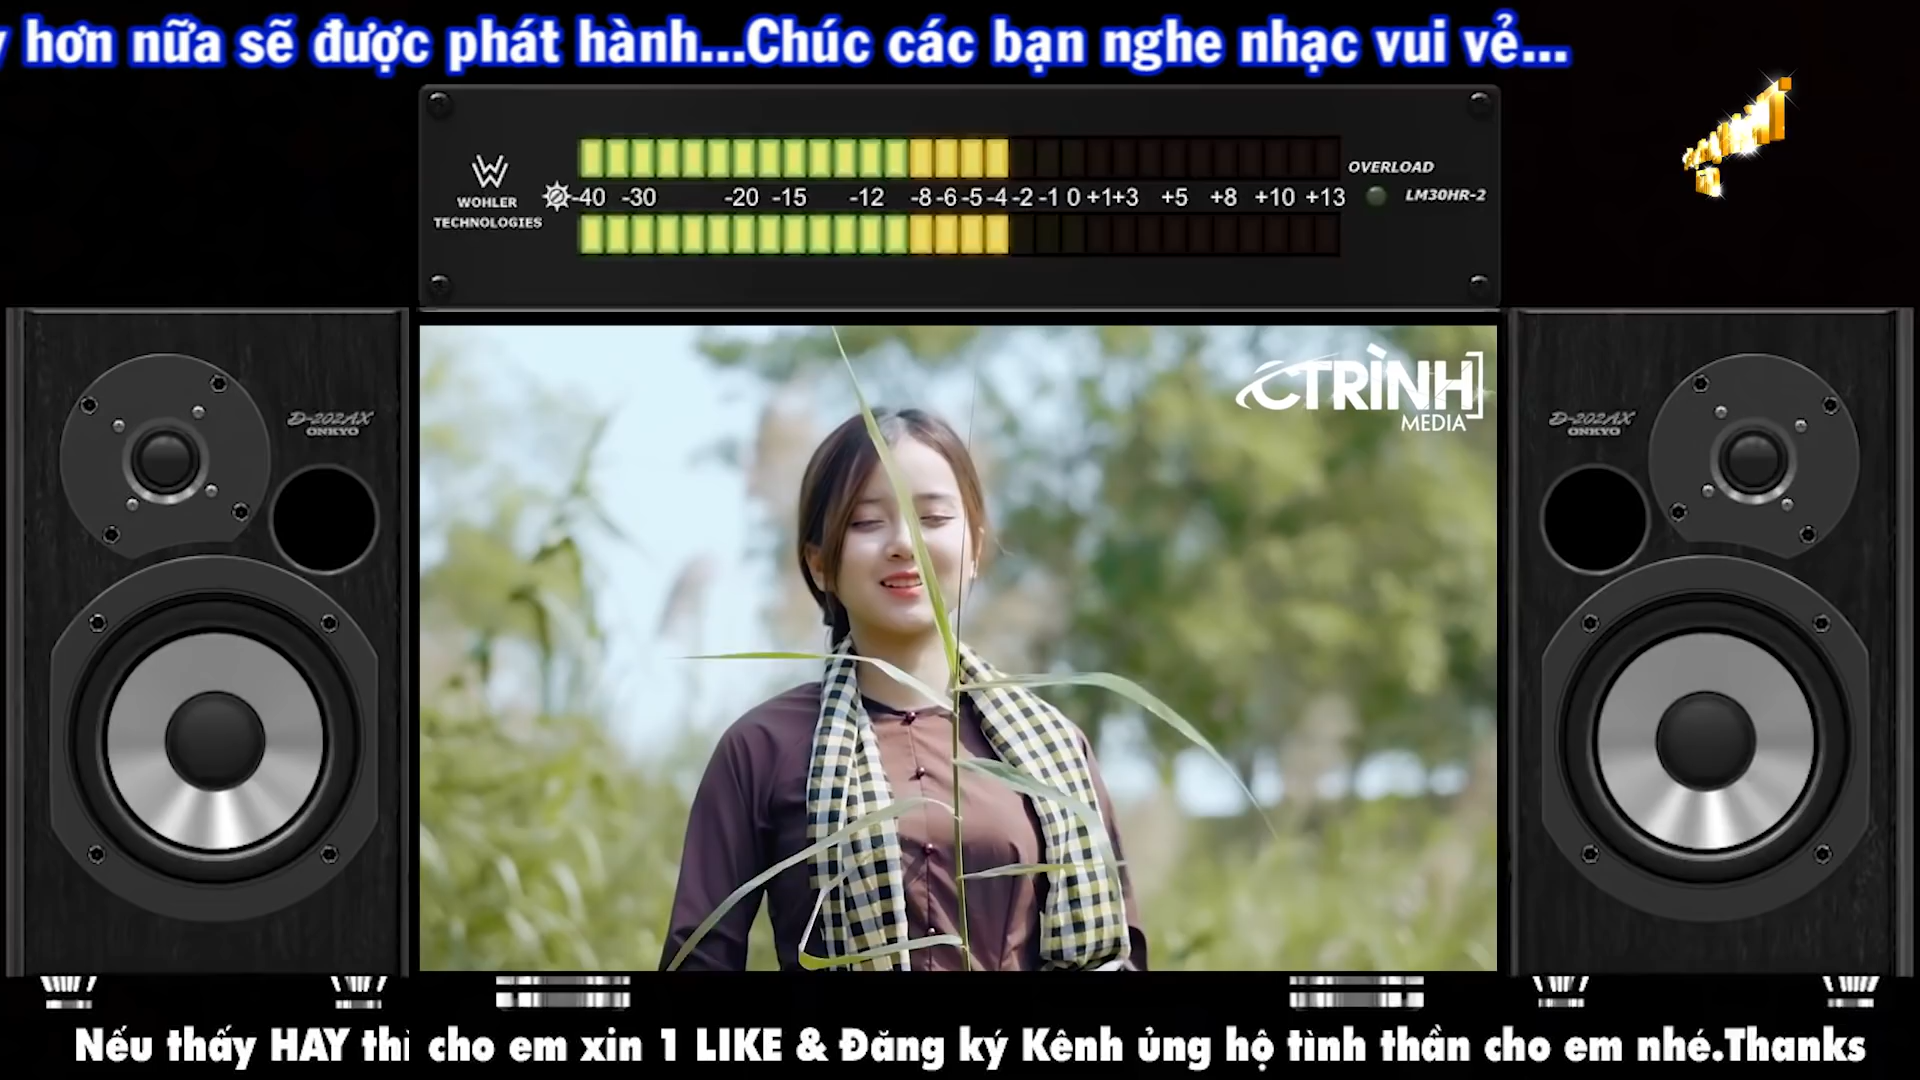 hơn nữa sẽ được phát hành...Chúc các bạn nghe nhạc vui vẻ...
WOHLER
TECHNOLOGIES
-40 -30 -20 -15 -12 -8 -6 -5 -4 -2 -1 0 +1 +3 +5 +8 +10 +13
OVERLOAD
LM30HR-2
D-202AX
ONKYO
CTRÌNH
MEDIA
D-202AX
ONKYO
Nếu thấy HAY thì cho em xin 1 LIKE & Đăng ký Kênh ủng hộ tình thần cho em nhé.Thanks